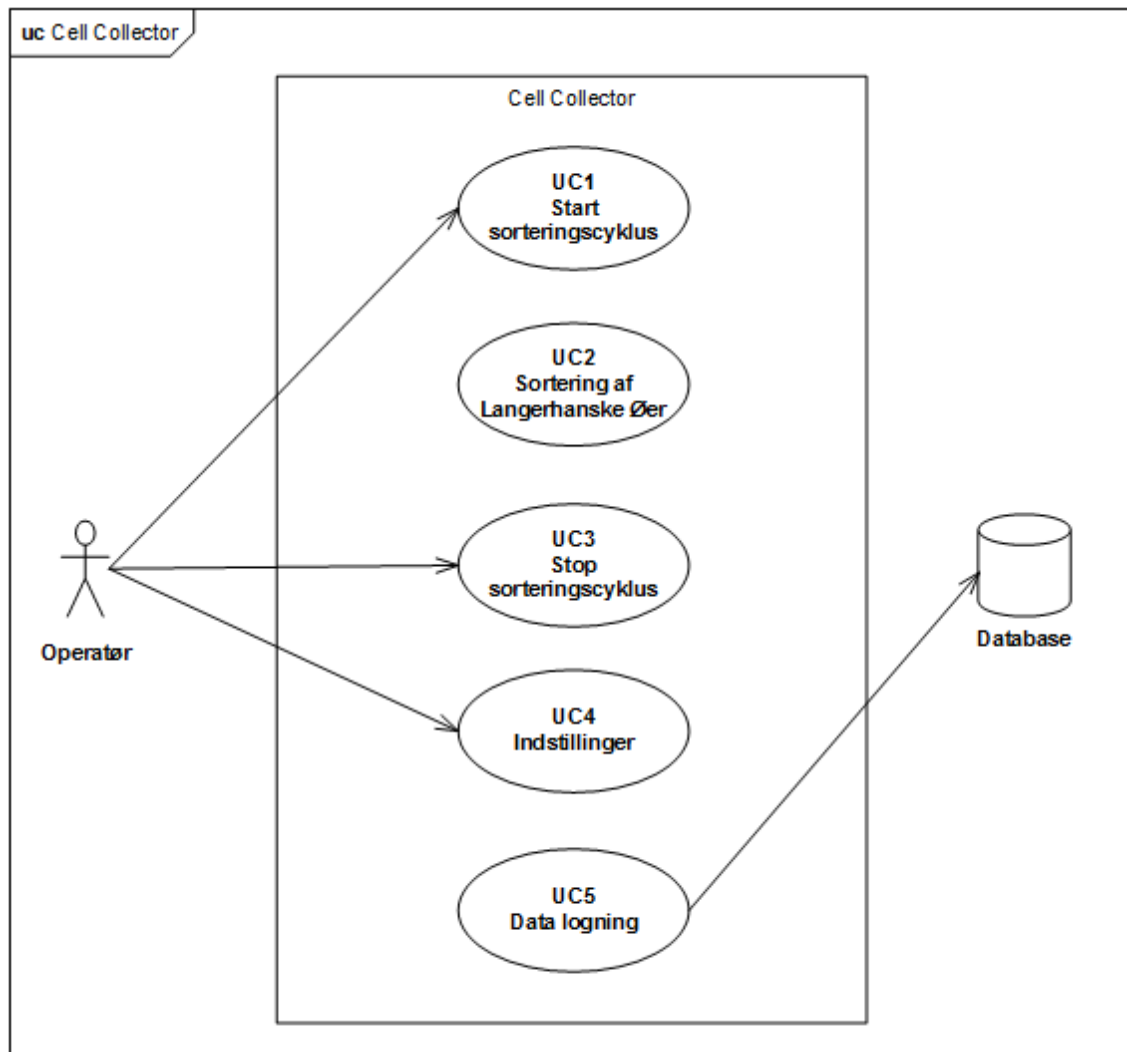 uc Cell Collector
Cell Collector
UC1
Start
sorteringscyklus
UC2
Sortering af
Langerhanske Øer
UC3
Stop
sorteringscyklus
Operatør
Database
UC4
Indstillinger
UC5
Data logning